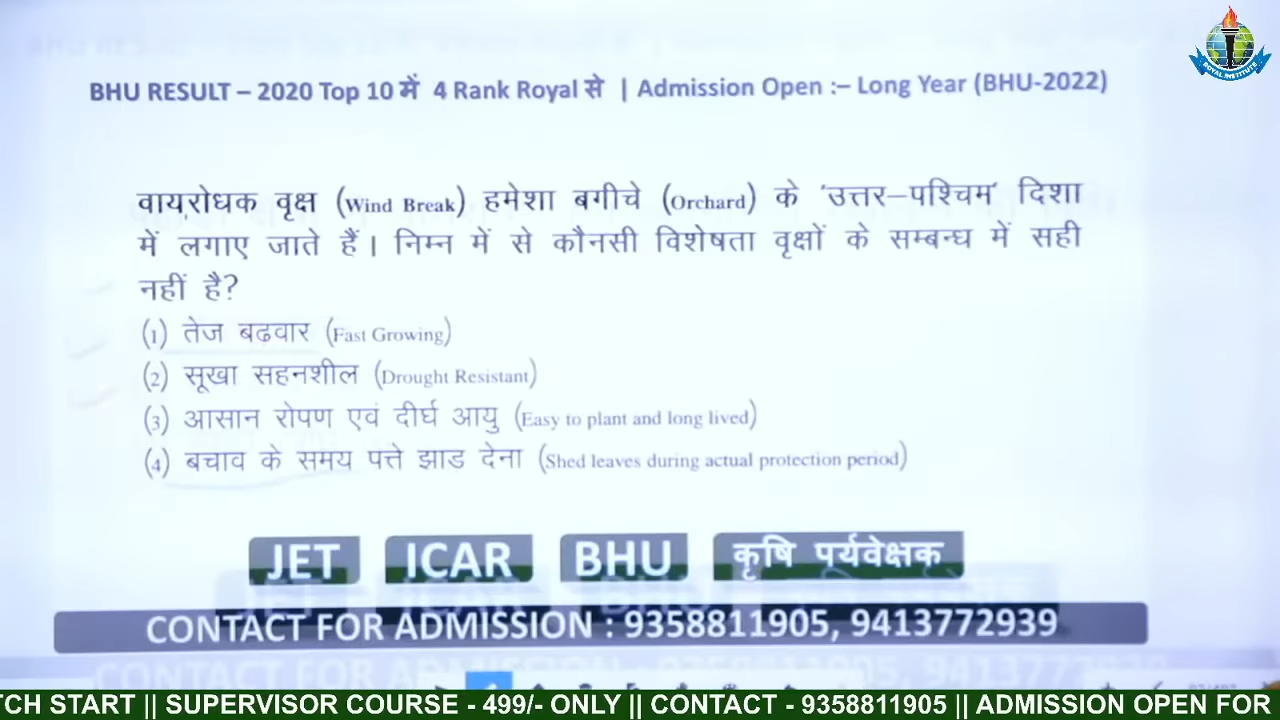 ROYAL INSTITUTE
BHU RESULT – 2020 Top 10 में 4 Rank Royal से | Admission Open :– Long Year (BHU-2022)
वायुरोधक वृक्ष (Wind Break) हमेशा बगीचे (Orchard) के 'उत्तर–पश्चिम' दिशा
में लगाए जाते हैं। निम्न में से कौनसी विशेषता वृक्षों के सम्बन्ध में सही
नहीं है?
(1) तेज बढवार (Fast Growing)
(2) सूखा सहनशील (Drought Resistant)
(3) आसान रोपण एवं दीर्घ आयु (Easy to plant and long lived)
(4) बचाव के समय पत्ते झाड देना (Shed leaves during actual protection period)
JET ICAR BHU कृषि पर्यवेक्षक
CONTACT FOR ADMISSION : 9358811905, 9413772939
TCH START || SUPERVISOR COURSE - 499/- ONLY || CONTACT - 9358811905 || ADMISSION OPEN FOR